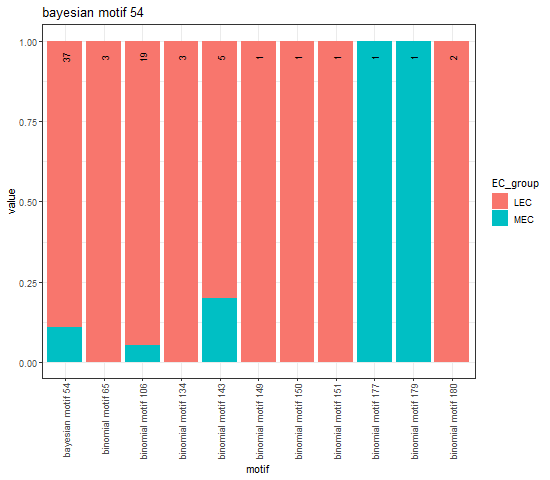 bayesian motif 54
1.00
0.75
0.50
0.25
0.00
value
37
3
19
3
5
1
1
1
1
1
2
bayesian motif 54
binomial motif 65
binomial motif 106
binomial motif 134
binomial motif 143
binomial motif 149
binomial motif 150
binomial motif 151
binomial motif 177
binomial motif 179
binomial motif 180
motif
EC_group
LEC
MEC